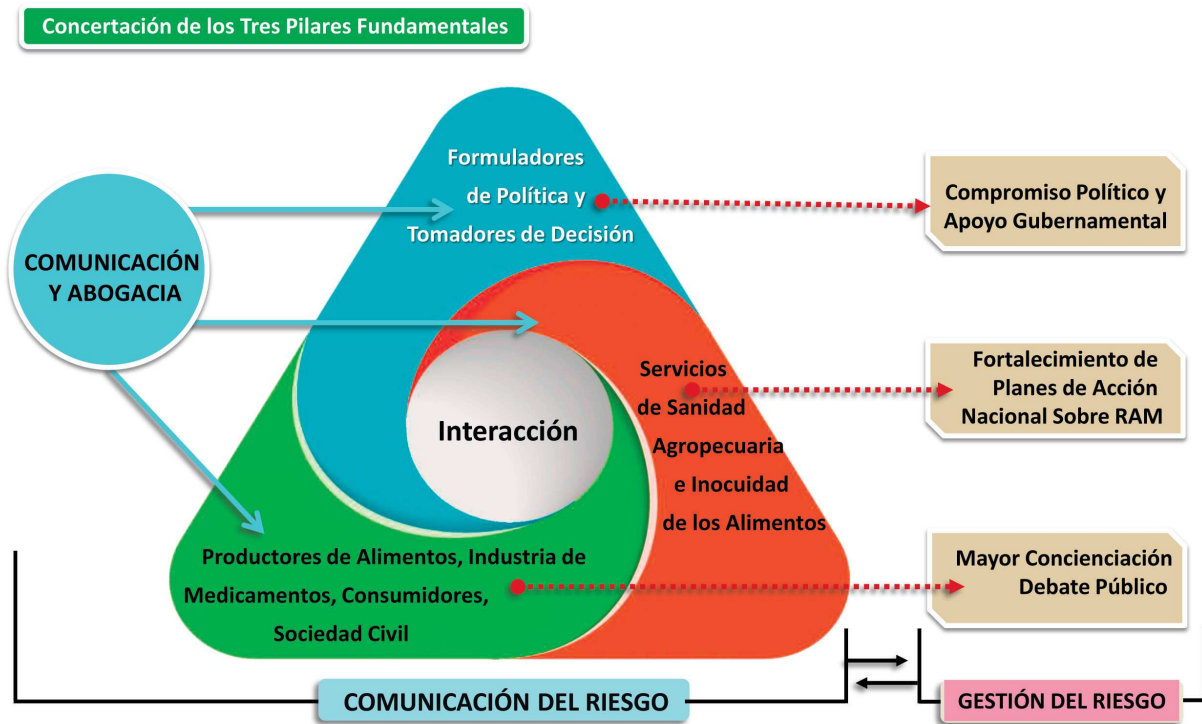 Concertación de los Tres Pilares Fundamentales
Formuladores
de Política y
Tomadores de Decisión
COMUNICACIÓN
Y ABOGACIA
Compromiso Político y
Apoyo Gubernamental
Servicios
de Sanidad
Agropecuaria
e Inocuidad
de los Alimentos
Fortalecimiento de
Planes de Acción
Nacional Sobre RAM
Interacción
Productores de Alimentos, Industria de
Medicamentos, Consumidores,
Sociedad Civil
Mayor Concienciación
Debate Público
COMUNICACIÓN DEL RIESGO
GESTIÓN DEL RIESGO